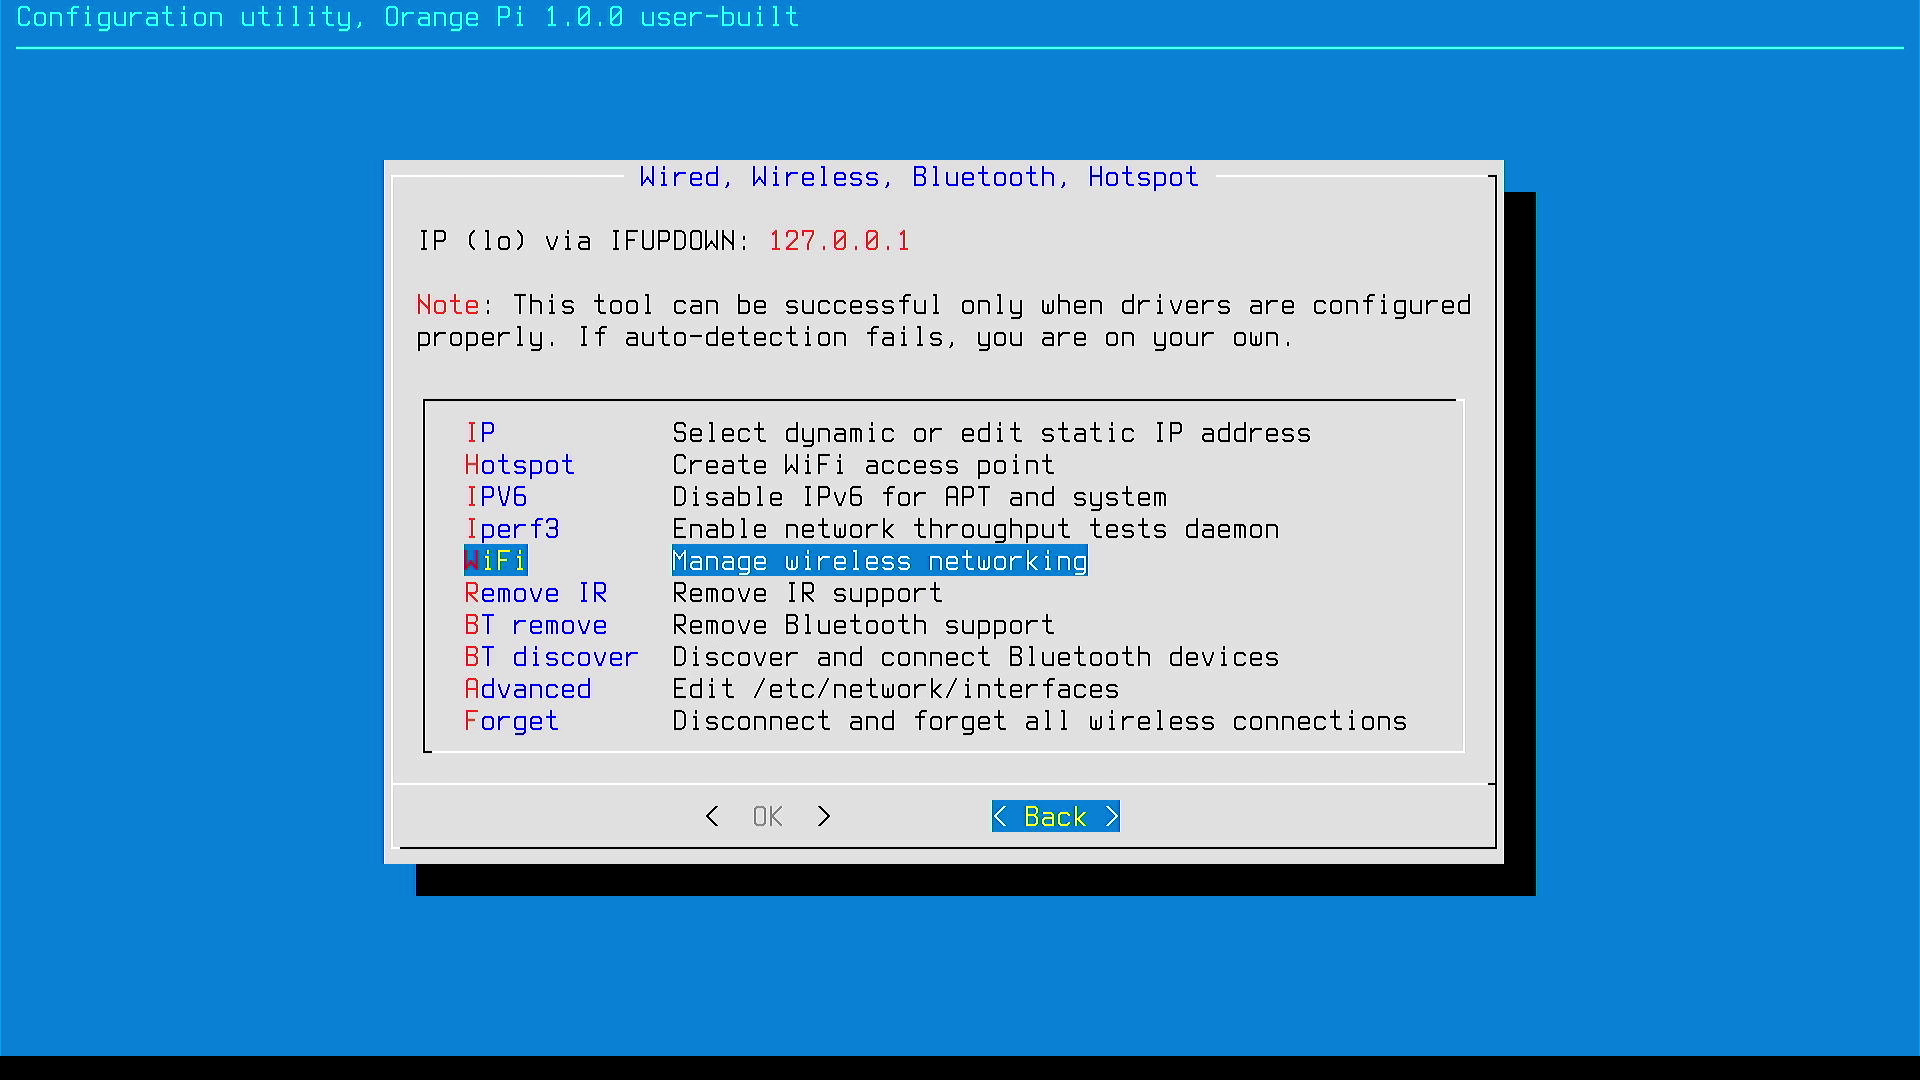 Configuration utility, Orange Pi 1.0.0 user-built
Wired, Wireless, Bluetooth, Hotspot
IP (lo) via IFUPDOWN: 127.0.0.1
Note: This tool can be successful only when drivers are configured
properly. If auto-detection fails, you are on your own.
IP Select dynamic or edit static IP address
Hotspot Create WiFi access point
IPV6 Disable IPv6 for APT and system
Iperf3 Enable network throughput tests daemon
WiFi Manage wireless networking
Remove IR Remove IR support
BT remove Remove Bluetooth support
BT discover Discover and connect Bluetooth devices
Advanced Edit /etc/network/interfaces
Forget Disconnect and forget all wireless connections
< OK > < Back >